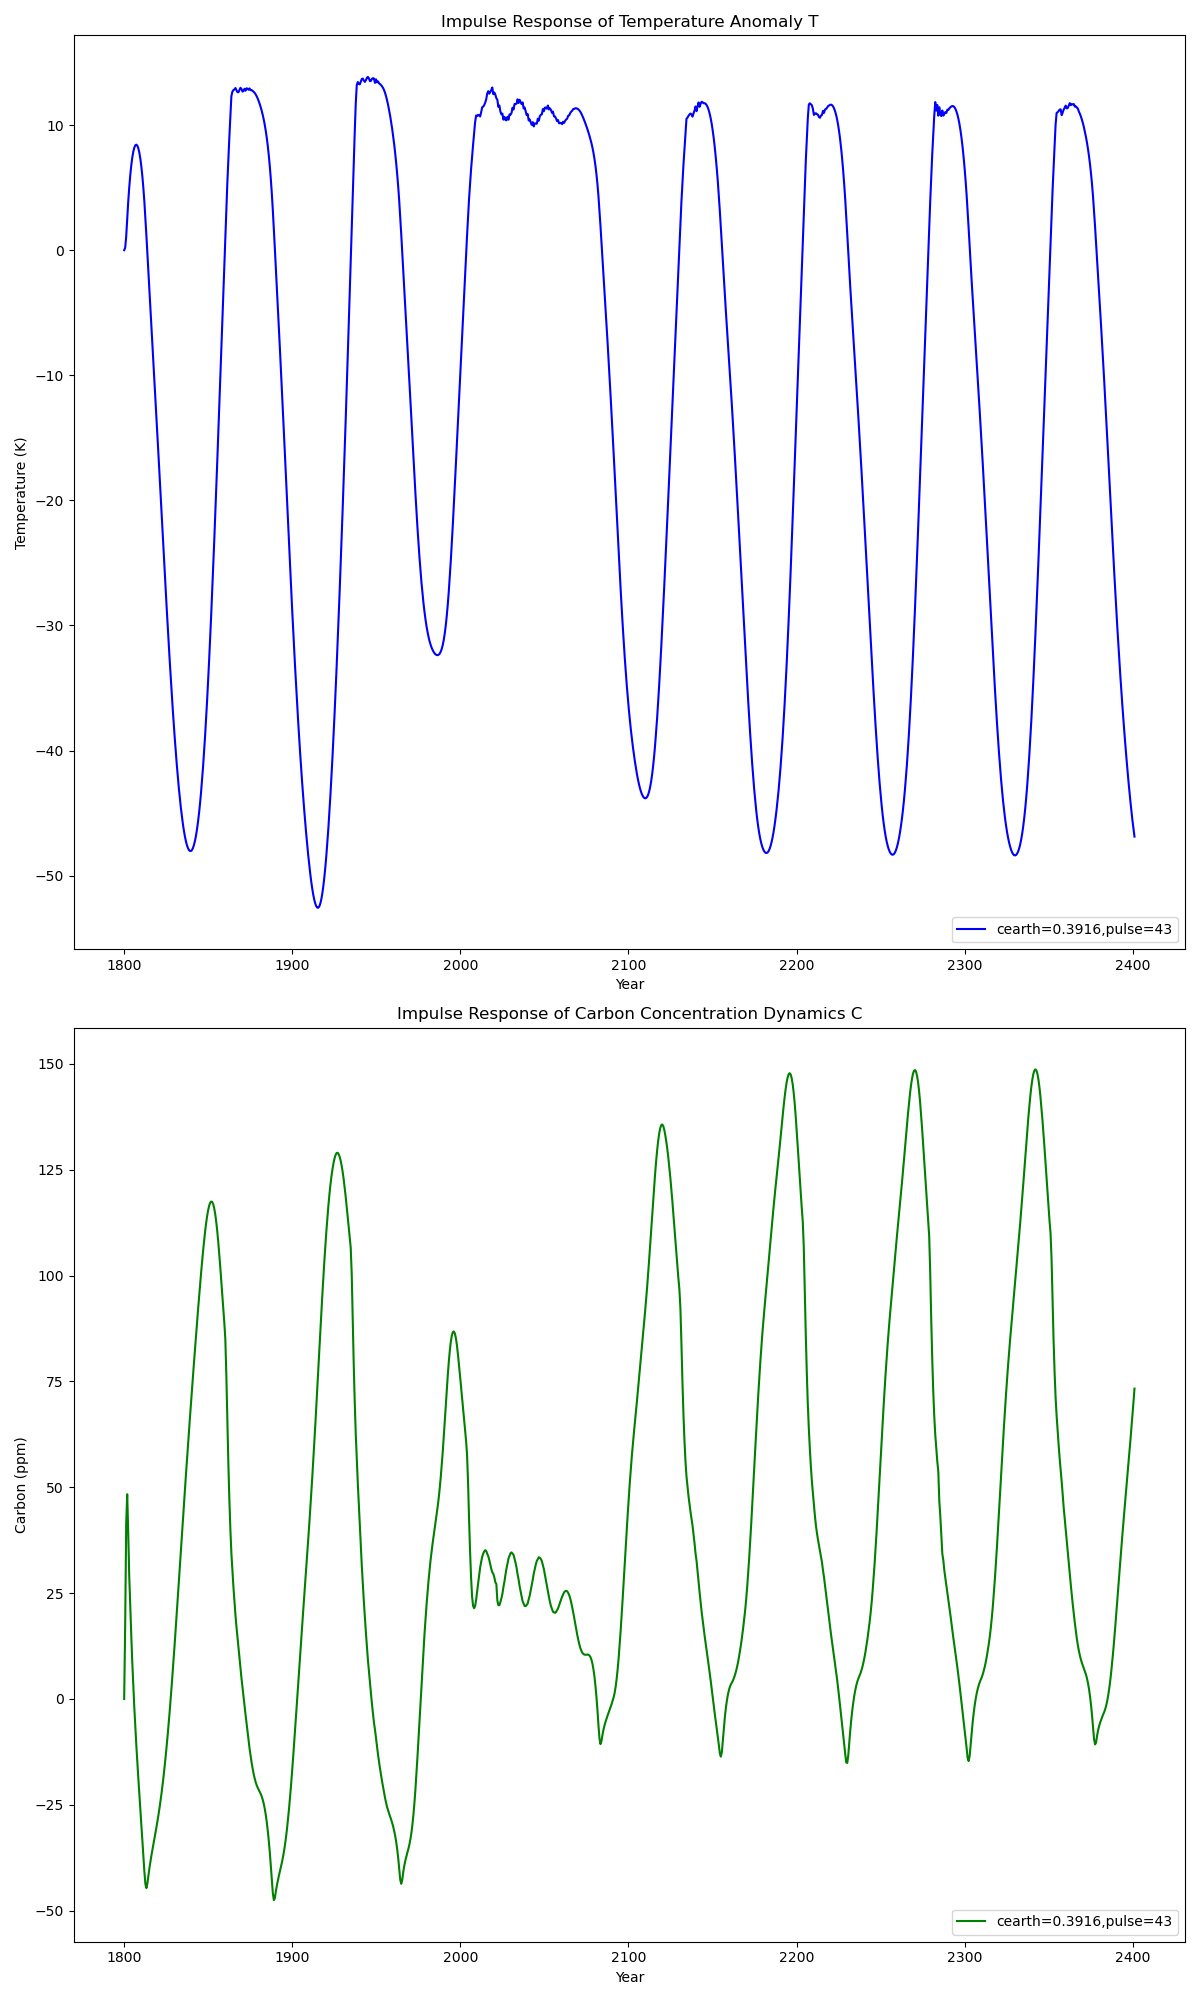 Impulse Response of Temperature Anomaly T
Temperature (K)
10
0
−10
−20
−30
−40
−50
cearth=0.3916,pulse=43
1800 1900 2000 2100 2200 2300 2400
Year
Impulse Response of Carbon Concentration Dynamics C
Carbon (ppm)
150
125
100
75
50
25
0
−25
−50
cearth=0.3916,pulse=43
1800 1900 2000 2100 2200 2300 2400
Year